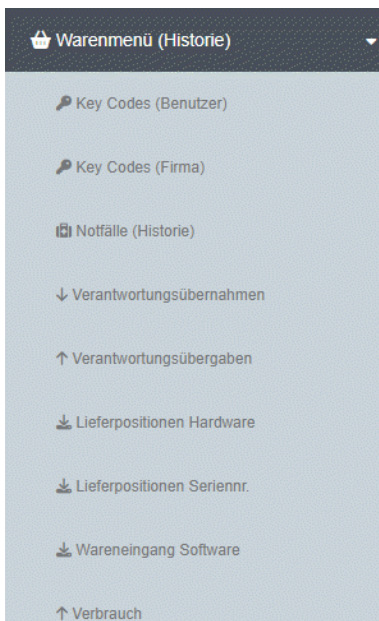 Warenmenü (Historie)
Key Codes (Benutzer)
Key Codes (Firma)
Notfälle (Historie)
Verantwortungsübernahmen
Verantwortungsübergaben
Lieferpositionen Hardware
Lieferpositionen Seriennr.
Wareneingang Software
Verbrauch